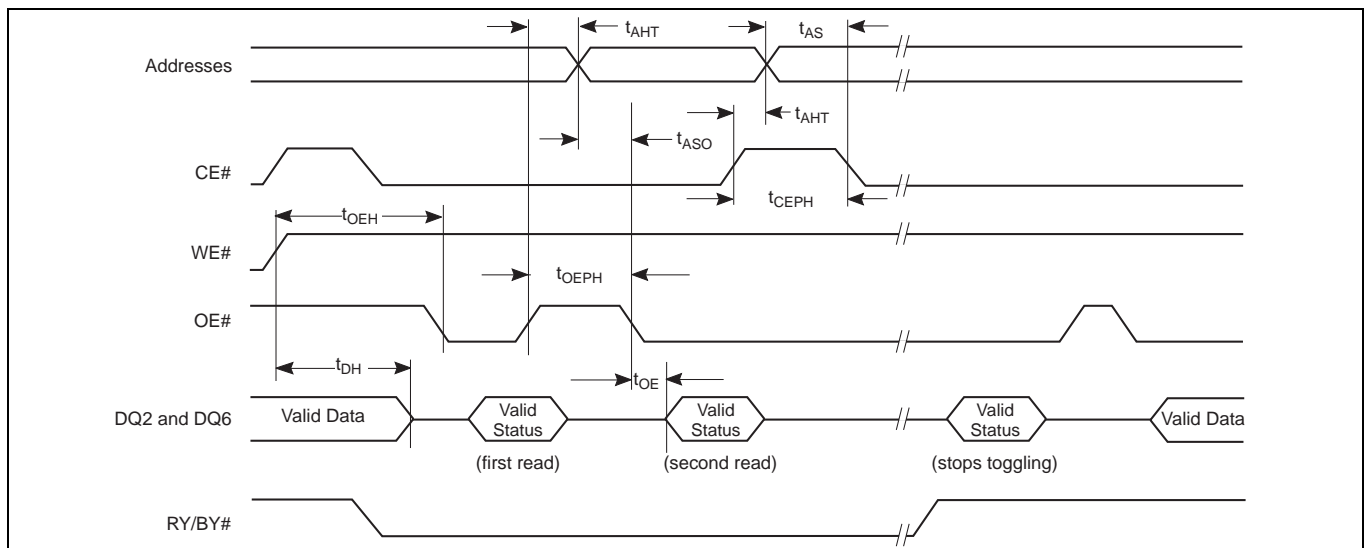 tAHT
tAS
Addresses
tAHT
tASO
CE#
tCEPH
tOEH
WE#
tOEPH
OE#
tDH
tOE
DQ2 and DQ6
Valid Data
Valid
Status
Valid
Status
Valid
Status
Valid Data
(first read)
(second read)
(stops toggling)
RY/BY#